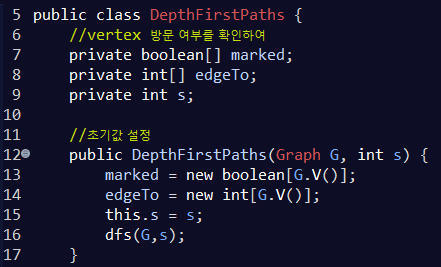 5 public class DepthFirstPaths {
6 //vertex 방문 여부를 확인하여
7 private boolean[] marked;
8 private int[] edgeTo;
9 private int s;
10
11 //초기값 설정
12 public DepthFirstPaths(Graph G, int s) {
13 marked = new boolean[G.V()];
14 edgeTo = new int[G.V()];
15 this.s = s;
16 dfs(G,s);
17 }